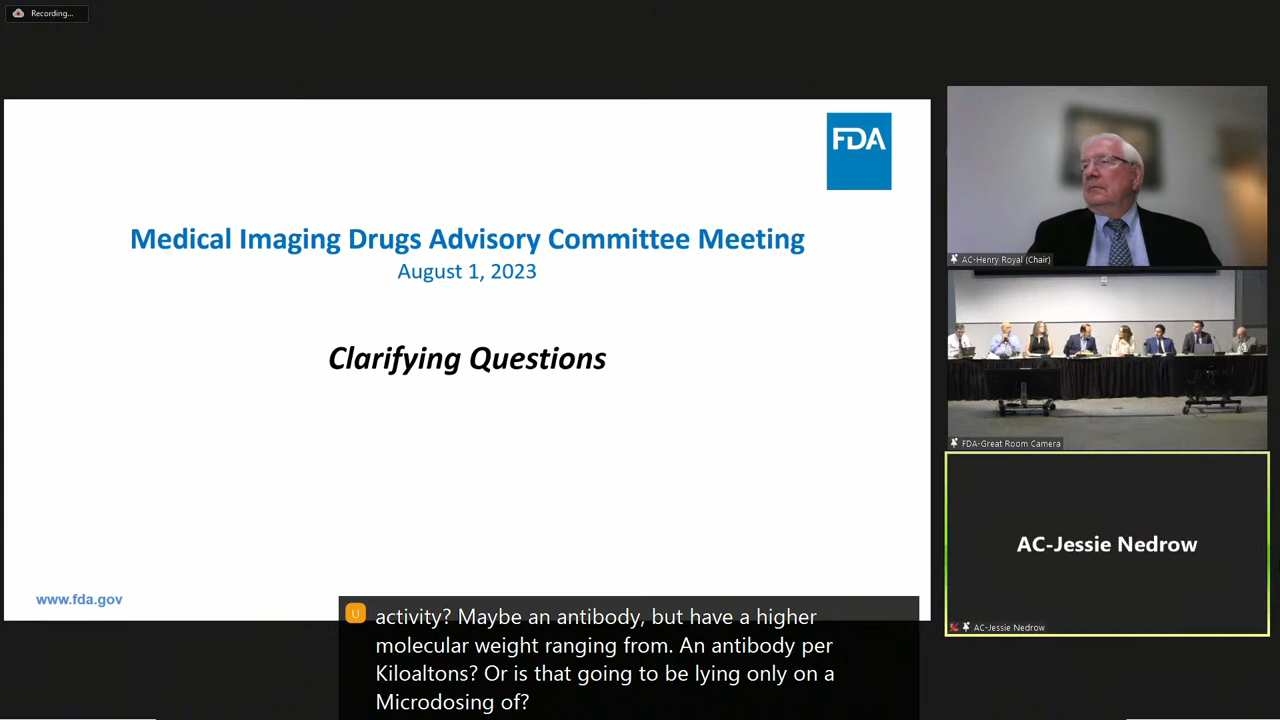 Recording...
FDA
Medical Imaging Drugs Advisory Committee Meeting
August 1, 2023
Clarifying Questions
www.fda.gov
AC-Henry Royal (Chair)
FDA-Great Room Camera
AC-Jessie Nedrow
AC-Jessie Nedrow
U
activity? Maybe an antibody, but have a higher
molecular weight ranging from. An antibody per
Kiloaltons? Or is that going to be lying only on a
Microdosing of?